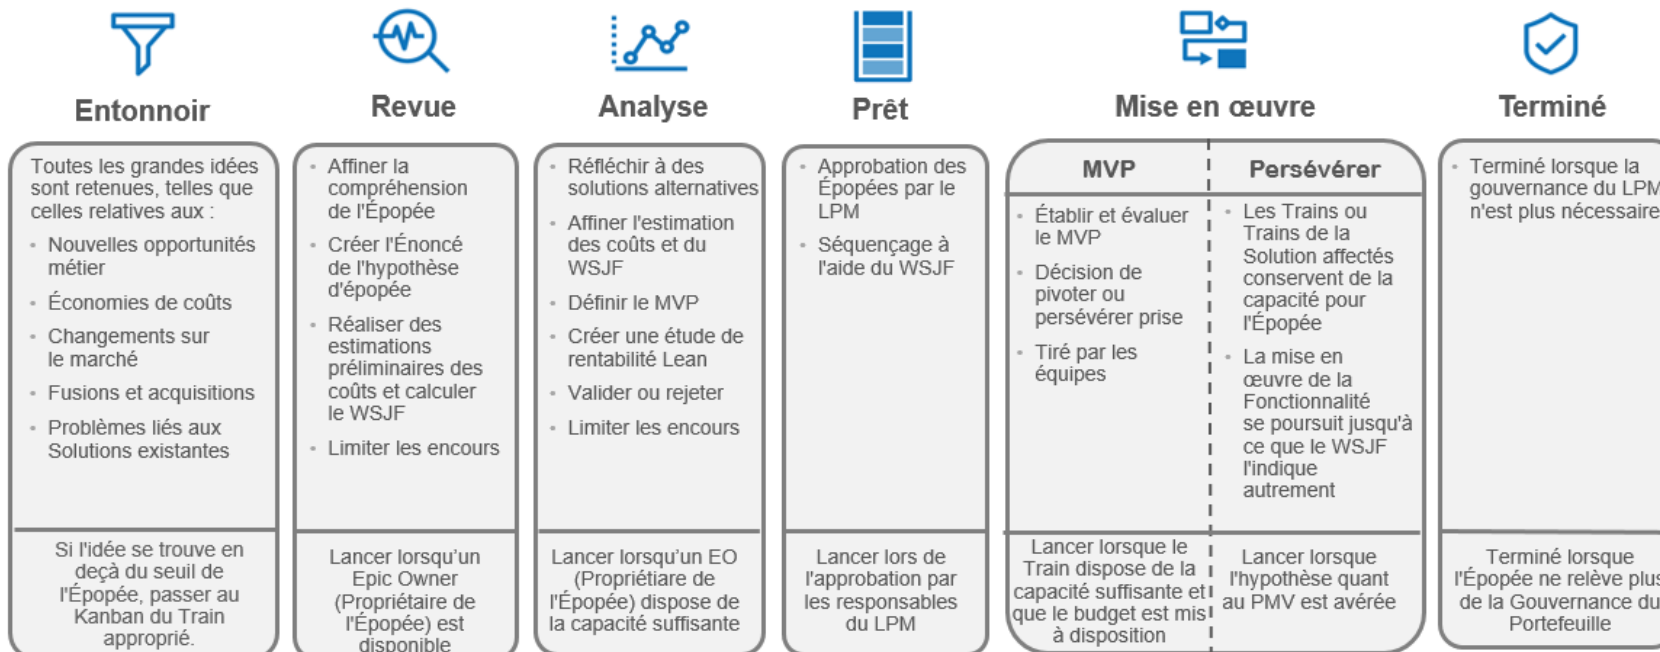 Entonnoir
Toutes les grandes idées
sont retenues, telles que
celles relatives aux :
• Nouvelles opportunités
métier
• Économies de coûts
• Changements sur
le marché
• Fusions et acquisitions
• Problèmes liés aux
Solutions existantes
Si l'idée se trouve en
deçà du seuil de
l'Épopée, passer au
Kanban du Train
approprié.
Revue
• Affiner la
compréhension
de l'Épopée
• Créer l'Énoncé
de l'hypothèse
d'épopée
• Réaliser des
estimations
préliminaires des
coûts et calculer
le WSJF
• Limiter les encours
Lancer lorsqu'un
Epic Owner
(Propriétaire de
l'Épopée) est
disponible
Analyse
• Réfléchir à des
solutions alternatives
• Affiner l'estimation
des coûts et du
WSJF
• Définir le MVP
• Créer une étude de
rentabilité Lean
• Valider ou rejeter
• Limiter les encours
Lancer lorsqu'un EO
(Propriétiare de
l'Épopée) dispose de
la capacité suffisante
Prêt
• Approbation des
Épopées par le
LPM
• Séquençage à
l'aide du WSJF
Lancer lors de
l'approbation par
les responsables
du LPM
Mise en œuvre
MVP
• Établir et évaluer
le MVP
• Décision de
pivoter ou
persévérer prise
• Tiré par les
équipes
Lancer lorsque le
Train dispose de la
capacité suffisante et
que le budget est mis
à disposition
Persévérer
• Les Trains ou
Trains de la
Solution affectés
conservent de la
capacité pour
l'Épopée
• La mise en
œuvre de la
Fonctionnalité
se poursuit jusqu'à
ce que le WSJF
l'indique
autrement
Lancer lorsque
l'hypothèse quant
au PMV est avérée
Terminé
• Terminé lorsque la
gouvernance du LPM
n'est plus nécessaire
Terminé lorsque
l'Épopée ne relève plus
de la Gouvernance du
Portefeuille